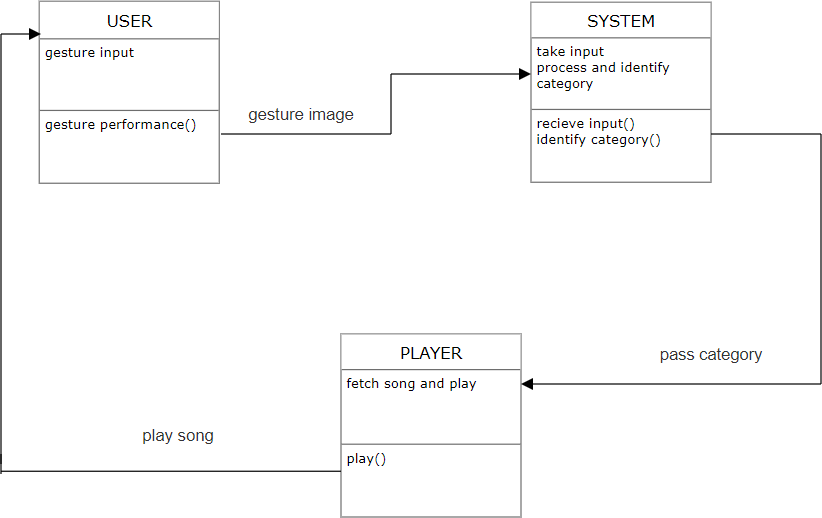 USER
gesture input
gesture performance()
gesture image
SYSTEM
take input
process and identify
category
recieve input()
identify category()
pass category
PLAYER
fetch song and play
play()
play song